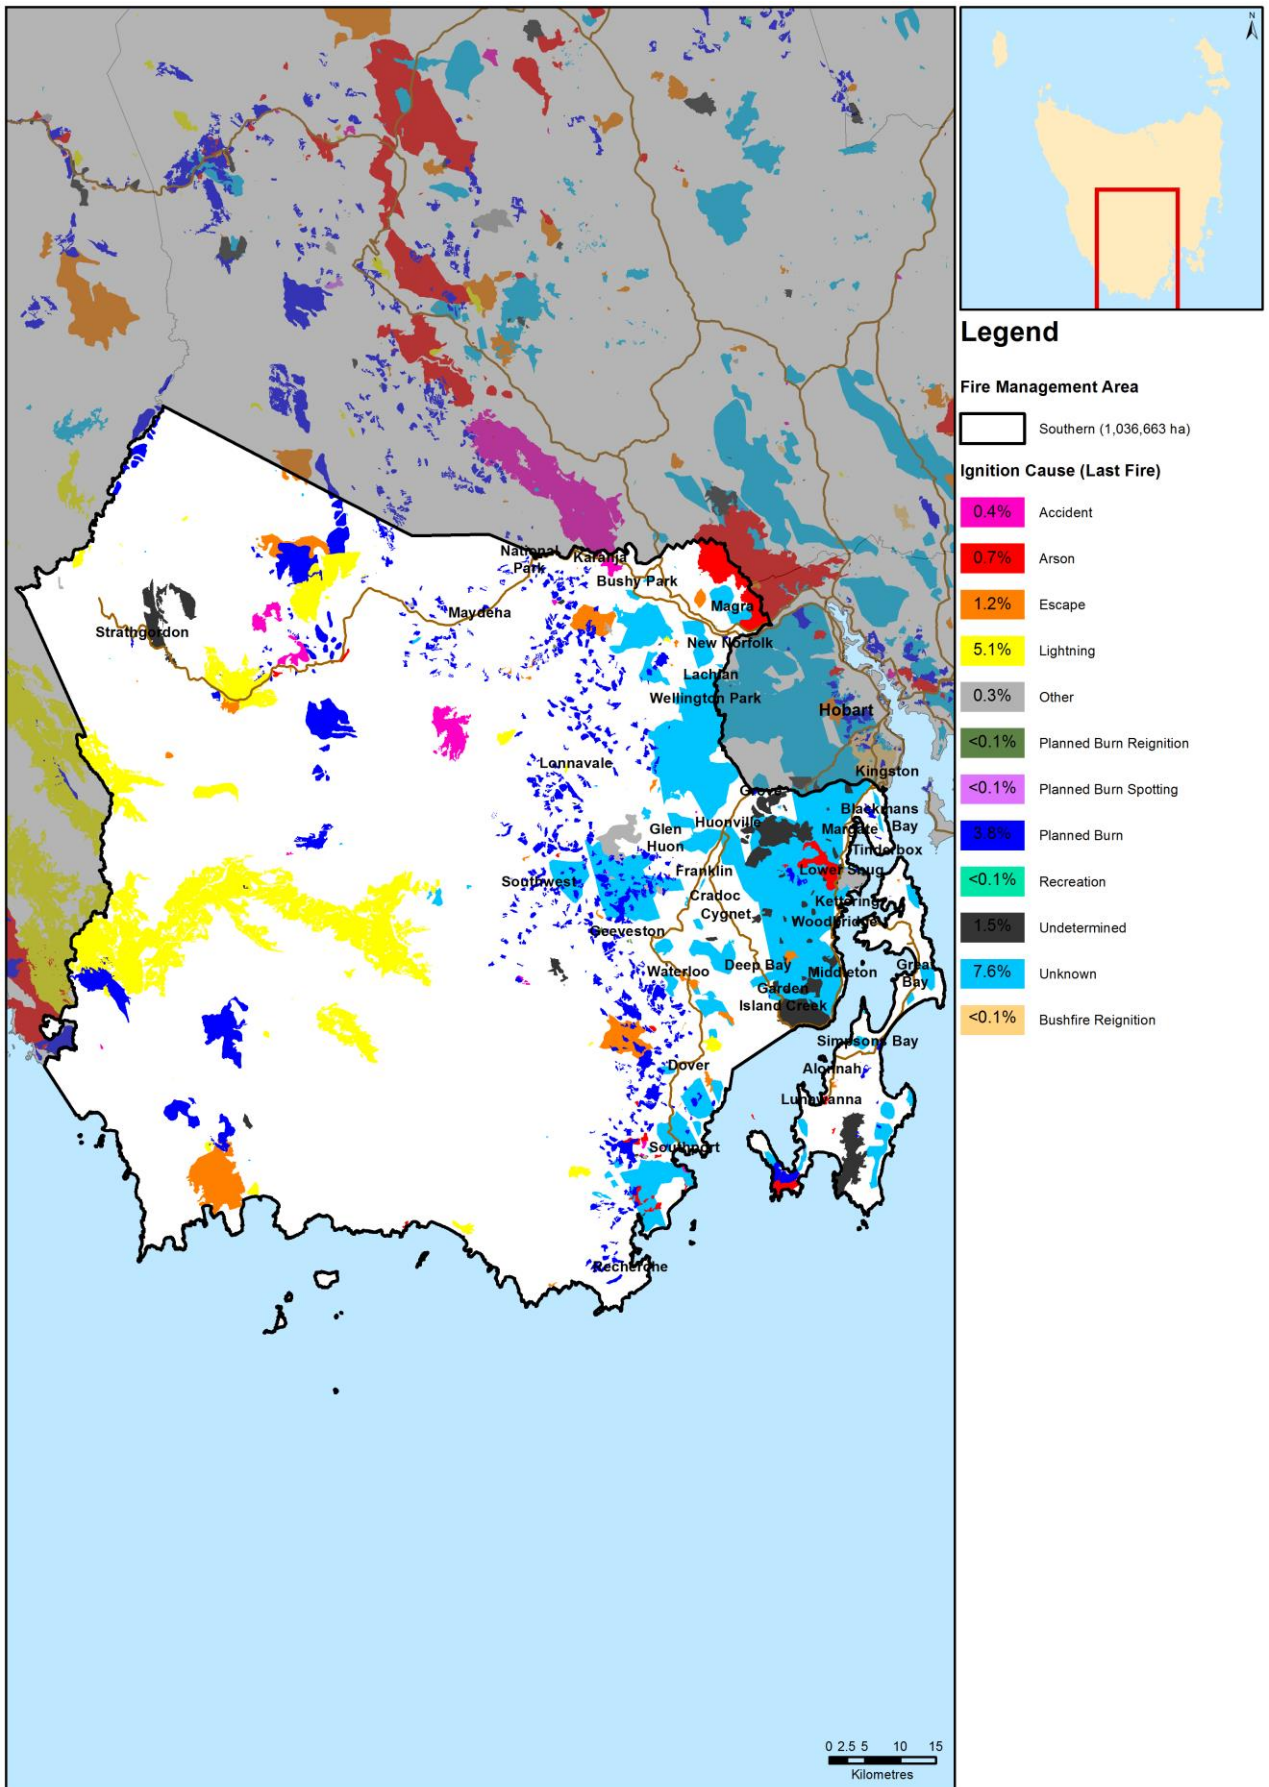 N
Legend
Fire Management Area
Southern (1,036,663 ha)
Ignition Cause (Last Fire)
0.4% Accident
0.7% Arson
1.2% Escape
5.1% Lightning
0.3% Other
<0.1% Planned Burn Reignition
<0.1% Planned Burn Spotting
3.8% Planned Burn
<0.1% Recreation
1.5% Undetermined
7.6% Unknown
<0.1% Bushfire Reignition
National
Park
Karanja
Bushy Park
Magra
Maydeha
Strathgordon
New Norfolk
Lachlan
Wellington Park
Hobart
Lonnavale
Kingston
Grove
Blackmans
Bay
Huonville
Margate
Glen
Huon
Tinderbox
Franklin
Lower Snug
Southwest
Cradoc
Kettering
Cygnet
Woodbridge
Geeveston
Waterloo
Deep Bay
Middleton
Great
Bay
Garden
Island Creek
Simpsons Bay
Dover
Alonnah
Lunawanna
Southport
Recherche
0 2.5 5 10 15
Kilometres